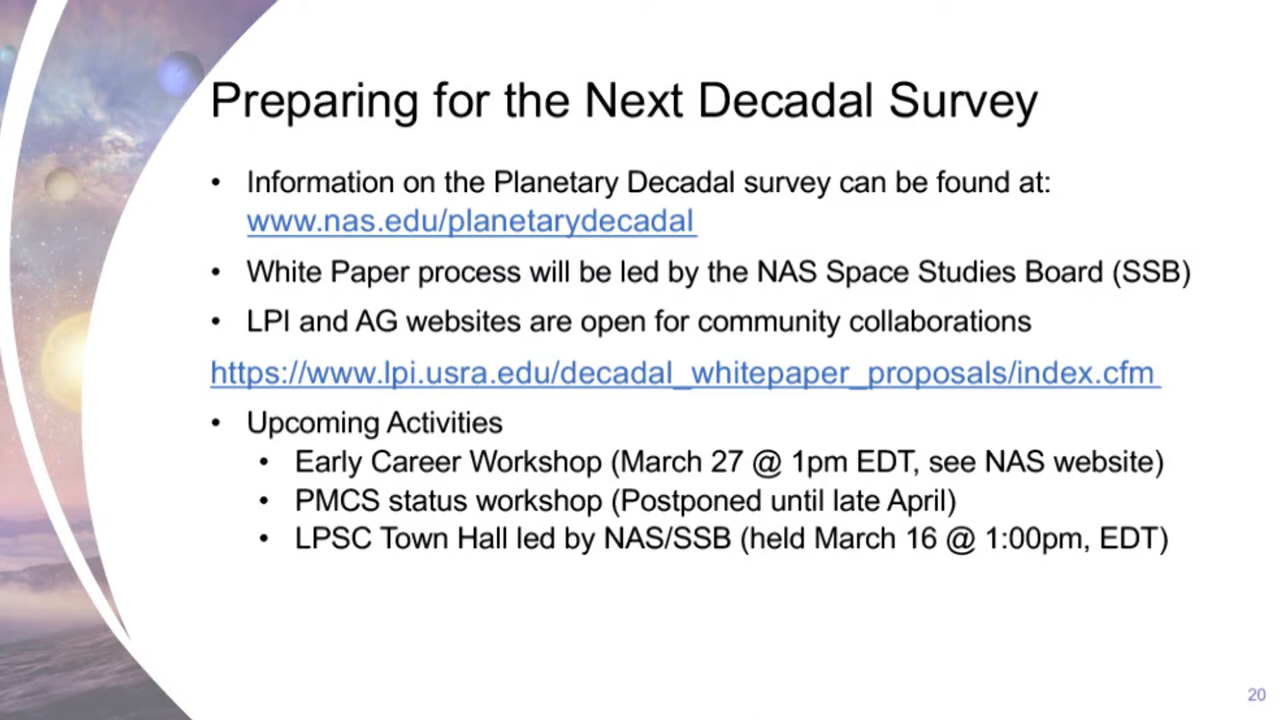 Preparing for the Next Decadal Survey
• Information on the Planetary Decadal survey can be found at:
www.nas.edu/planetarydecadal
• White Paper process will be led by the NAS Space Studies Board (SSB)
• LPI and AG websites are open for community collaborations
https://www.lpi.usra.edu/decadal_whitepaper_proposals/index.cfm
• Upcoming Activities
• Early Career Workshop (March 27 @ 1pm EDT, see NAS website)
• PMCS status workshop (Postponed until late April)
• LPSC Town Hall led by NAS/SSB (held March 16 @ 1:00pm, EDT)
20